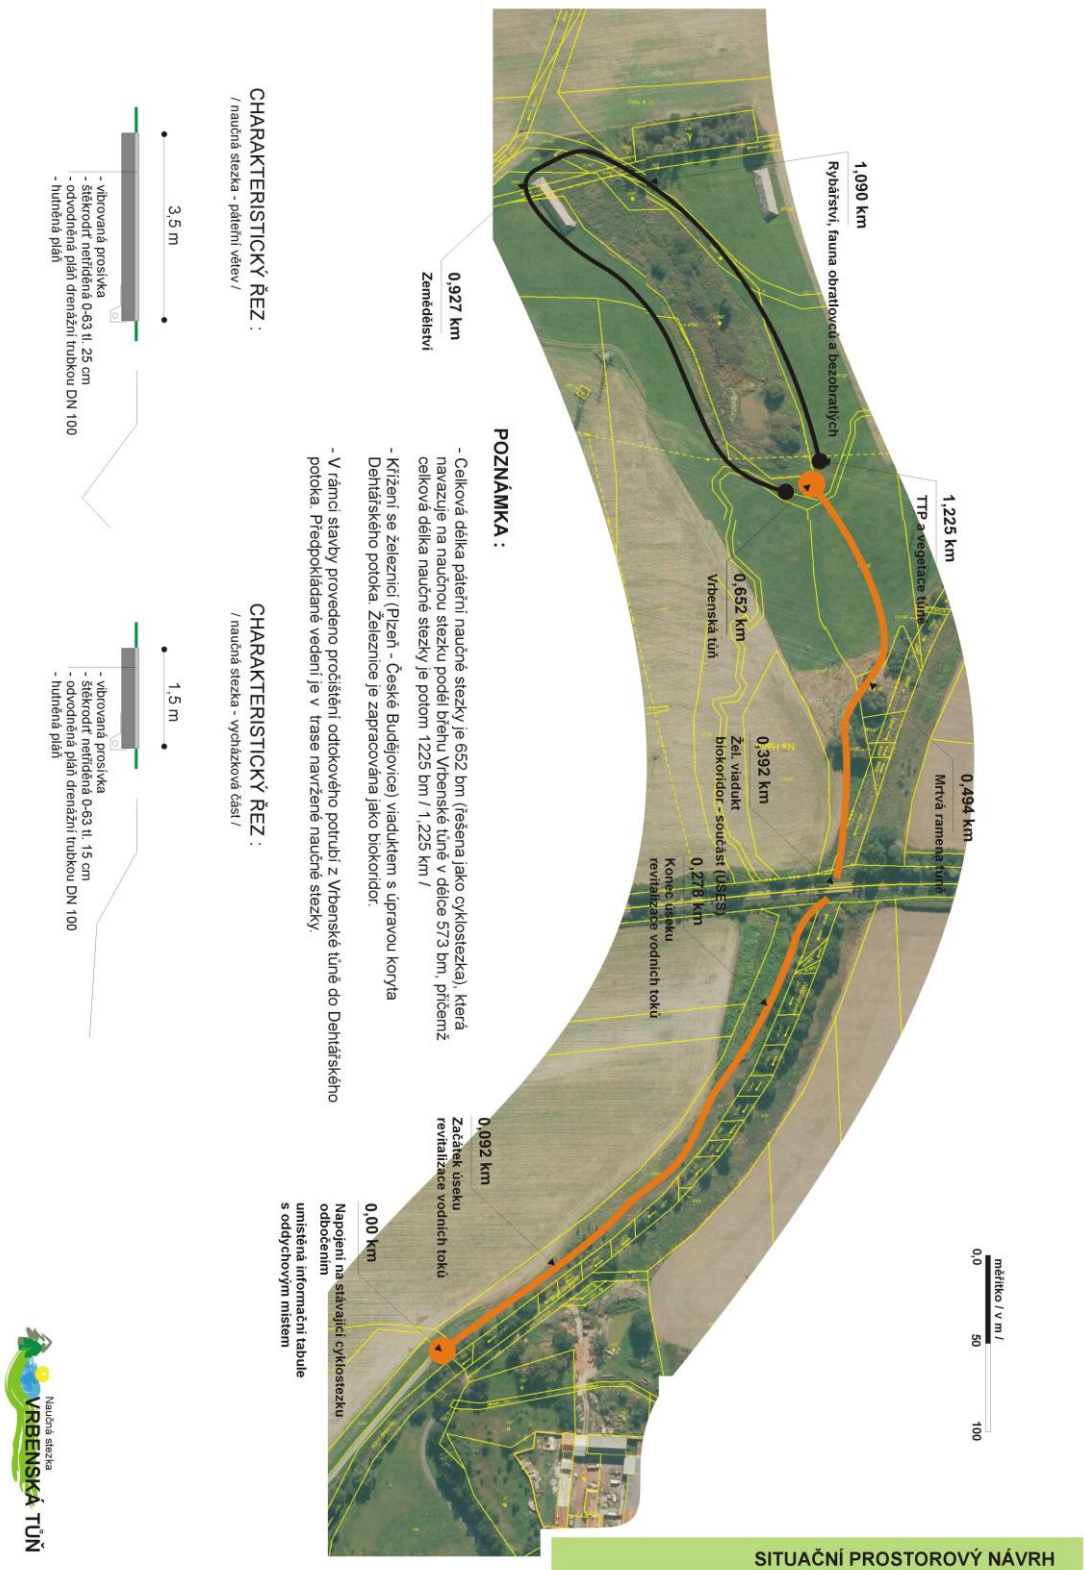 SITUAČNÍ PROSTOROVÝ NÁVRH
měřítko / v m /
0,0
50
100
1,090 km
Rybářství, fauna obratlovců a bezobratlých
1,225 km
TTP a vegetace tůně
0,494 km
Mrtvá ramena tůně
0,652 km
Vrbenská tůň
0,392 km
Žel. viadukt
biokoridor - součást (ÚSES)
0,278 km
Konec úseku
revitalizace vodních toků
0,927 km
Zemědělství
0,092 km
Začátek úseku
revitalizace vodních toků
0,00 km
Napojení na stávající cyklostezku
odbočením
umístěná informační tabule
s oddychovým místem
POZNÁMKA :
- Celková délka páteřní naučné stezky je 652 bm (řešena jako cyklostezka), která
navazuje na naučnou stezku podél břehu Vrbenské tůně v délce 573 bm, přičemž
celková délka naučné stezky je potom 1225 bm / 1,225 km /
- Křížení se železnicí (Plzeň - České Budějovice) viaduktem s úpravou koryta
Dehtářského potoka. Železnice je zapracována jako biokoridor.
- V rámci stavby provedeno pročištění odtokového potrubí z Vrbenské tůně do Dehtářského
potoka. Předpokládané vedení je v trase navržené naučné stezky.
CHARAKTERISTICKÝ ŘEZ :
/ naučná stezka - páteřní větev /
3,5 m
- vibrovaná prosívka
- štěkrodrť netříděná 0-63 tl. 25 cm
- odvodněná pláň drenážní trubkou DN 100
- hutněná pláň
CHARAKTERISTICKÝ ŘEZ :
/ naučná stezka - vycházková část /
1,5 m
- vibrovaná prosívka
- štěkrodrť netříděná 0-63 tl. 15 cm
- odvodněná pláň drenážní trubkou DN 100
- hutněná pláň
Naučná stezka
VRBENSKÁ TŮŇ